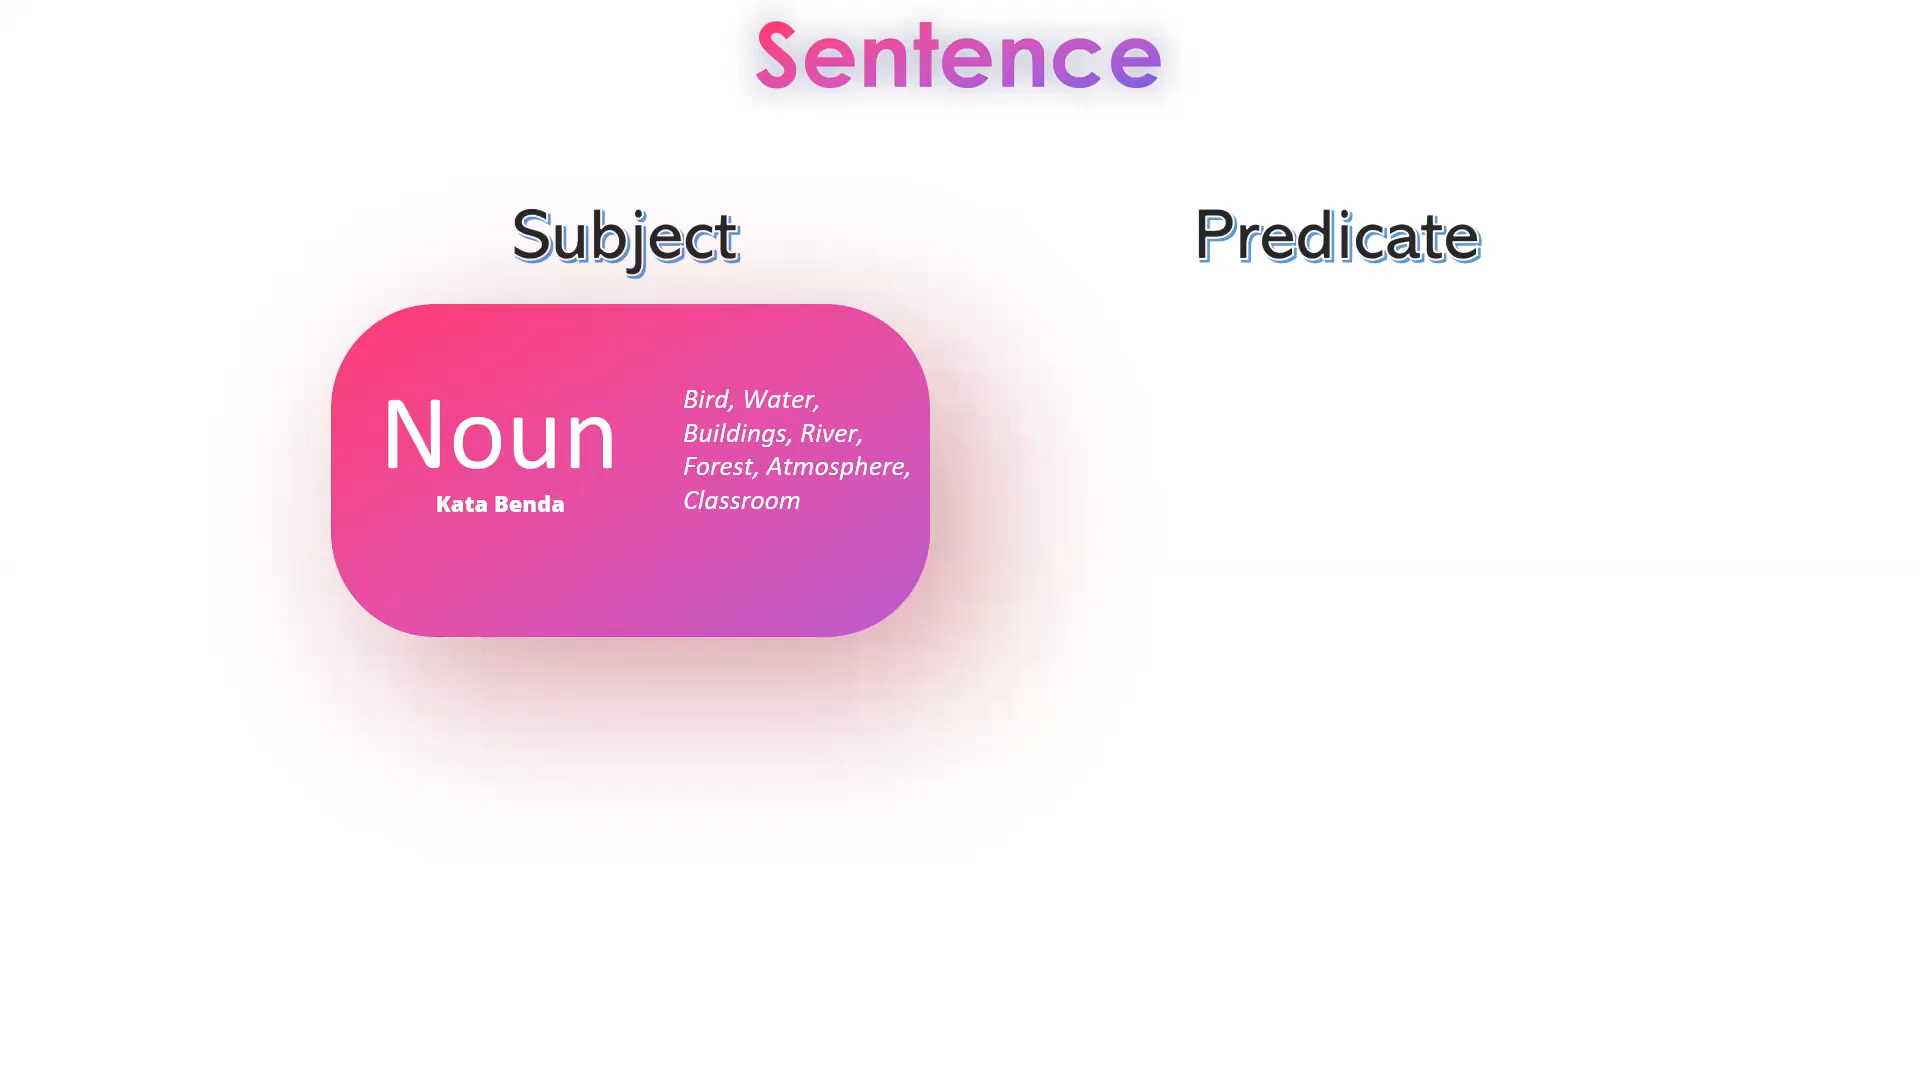 Sentence
Subject
Predicate
Noun
Kata Benda
Bird, Water,
Buildings, River,
Forest, Atmosphere,
Classroom